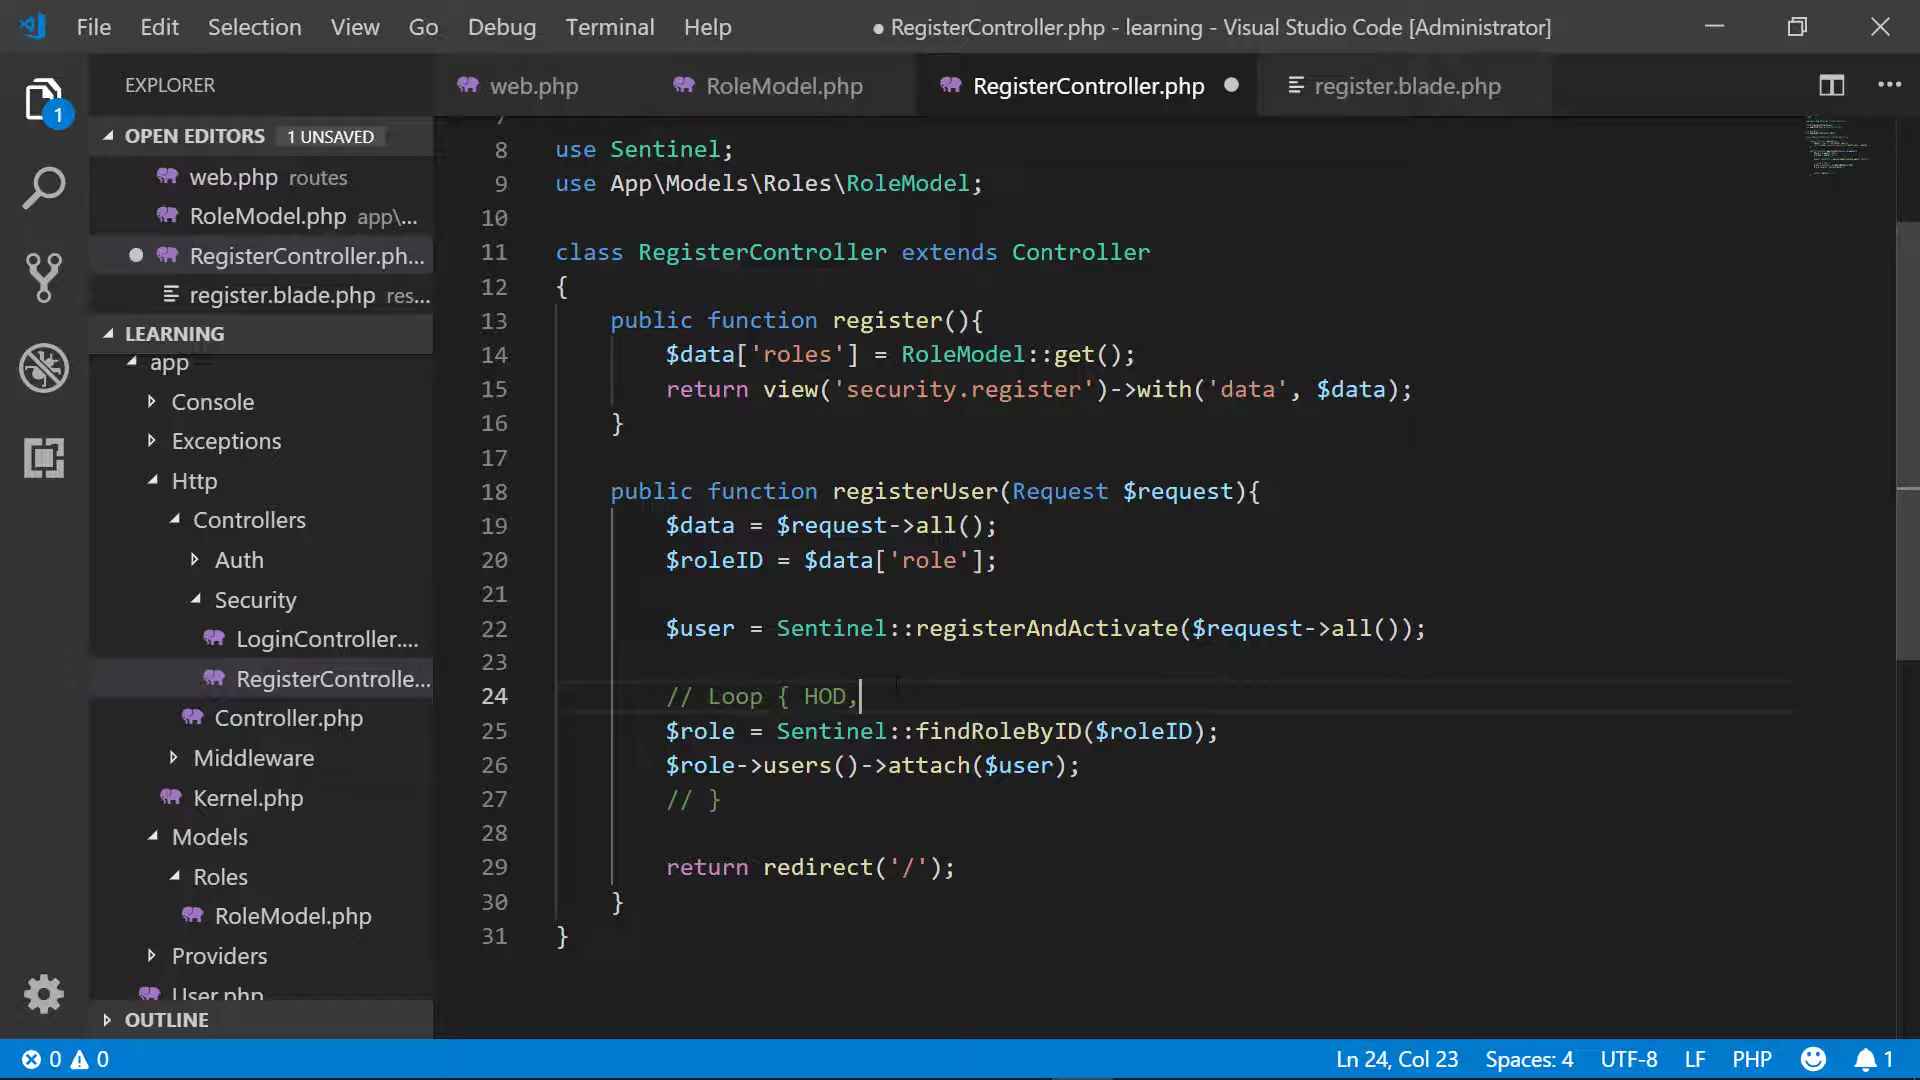 File Edit Selection View Go Debug Terminal Help ● RegisterController.php - learning - Visual Studio Code [Administrator]
EXPLORER
web.php RoleModel.php RegisterController.php register.blade.php
1
OPEN EDITORS 1 UNSAVED
web.php routes
RoleModel.php app\...
RegisterController.ph...
register.blade.php res...
LEARNING
app
Console
Exceptions
Http
Controllers
Auth
Security
LoginController....
RegisterControlle...
Controller.php
Middleware
Kernel.php
Models
Roles
RoleModel.php
Providers
User.php
OUTLINE
7
8 use Sentinel;
9 use App\Models\Roles\RoleModel;
10
11 class RegisterController extends Controller
12 {
13 public function register(){
14 $data['roles'] = RoleModel::get();
15 return view('security.register')->with('data', $data);
16 }
17
18 public function registerUser(Request $request){
19 $data = $request->all();
20 $roleID = $data['role'];
21
22 $user = Sentinel::registerAndActivate($request->all());
23
24 // Loop { HOD,
25 $role = Sentinel::findRoleByID($roleID);
26 $role->users()->attach($user);
27 // }
28
29 return redirect('/');
30 }
31 }
0 0 Ln 24, Col 23 Spaces: 4 UTF-8 LF PHP 1